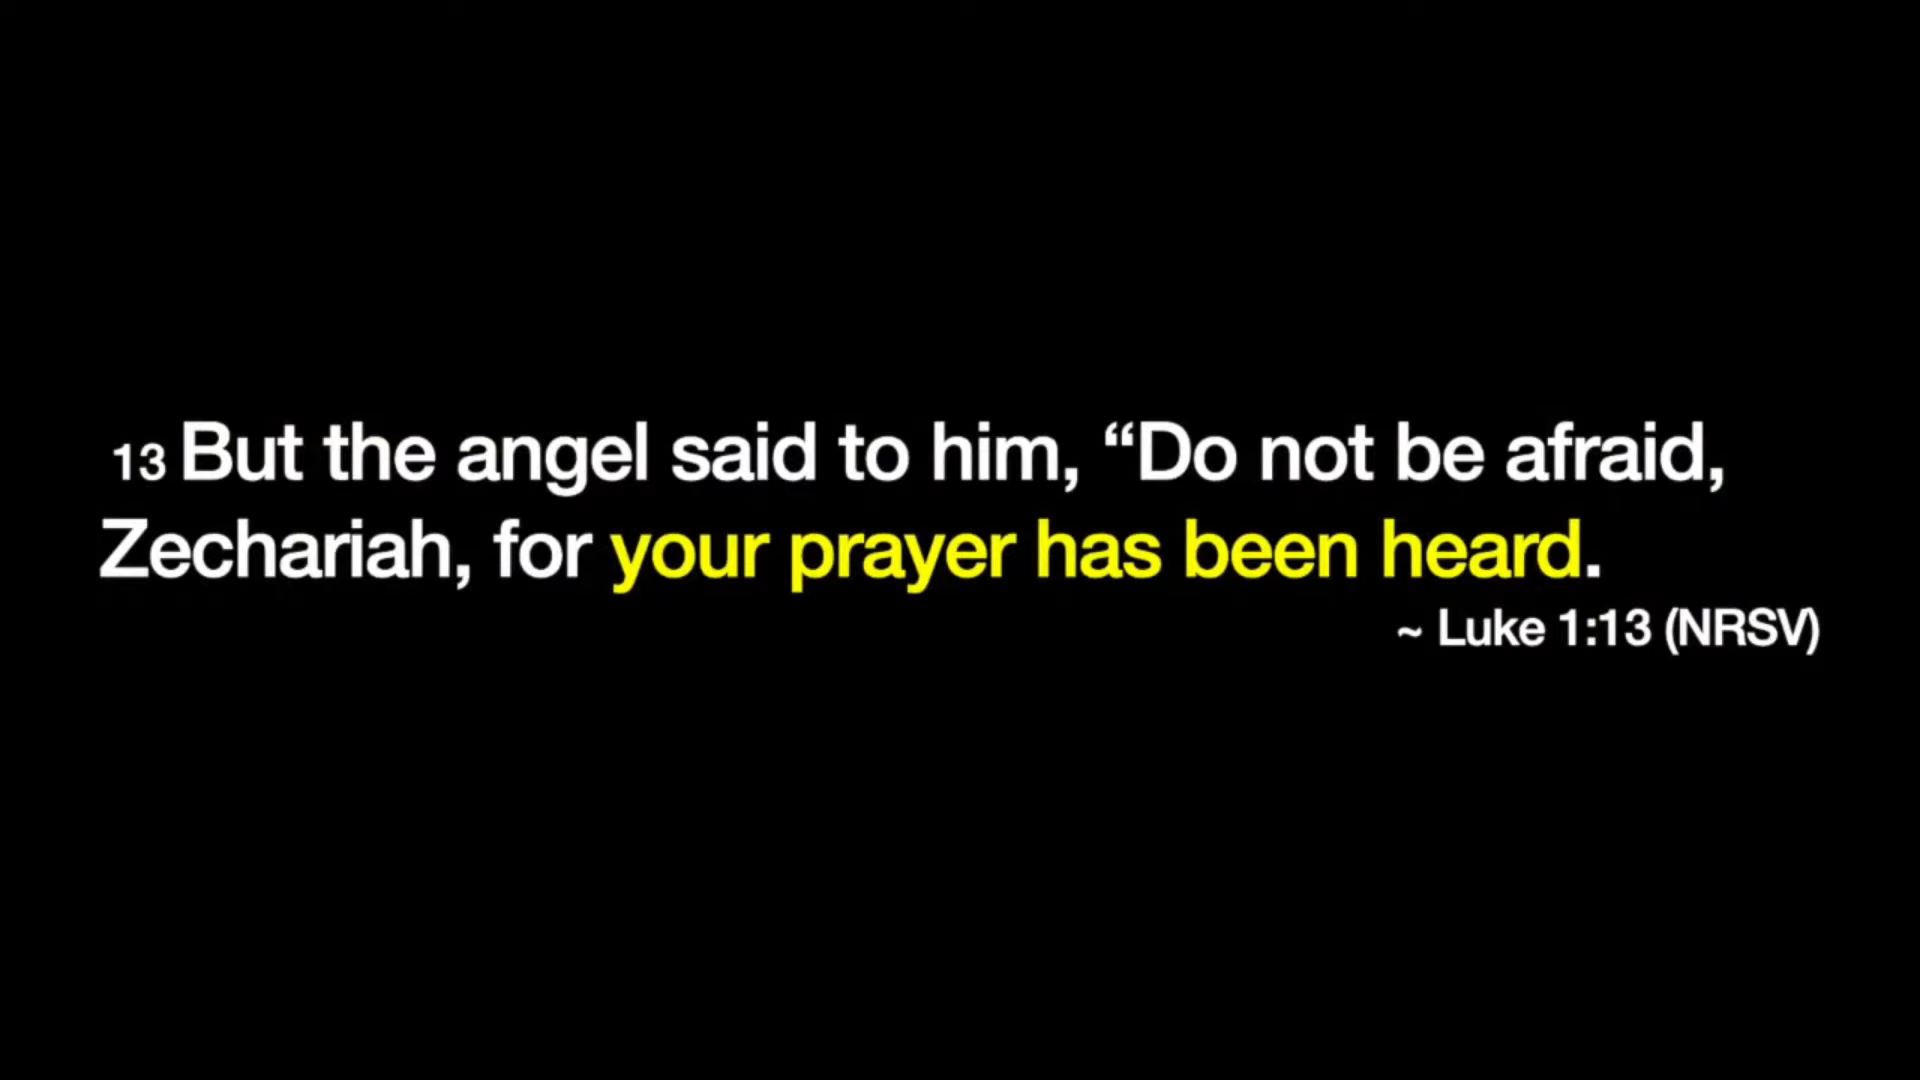 13 But the angel said to him, “Do not be afraid,
Zechariah, for your prayer has been heard.
~ Luke 1:13 (NRSV)